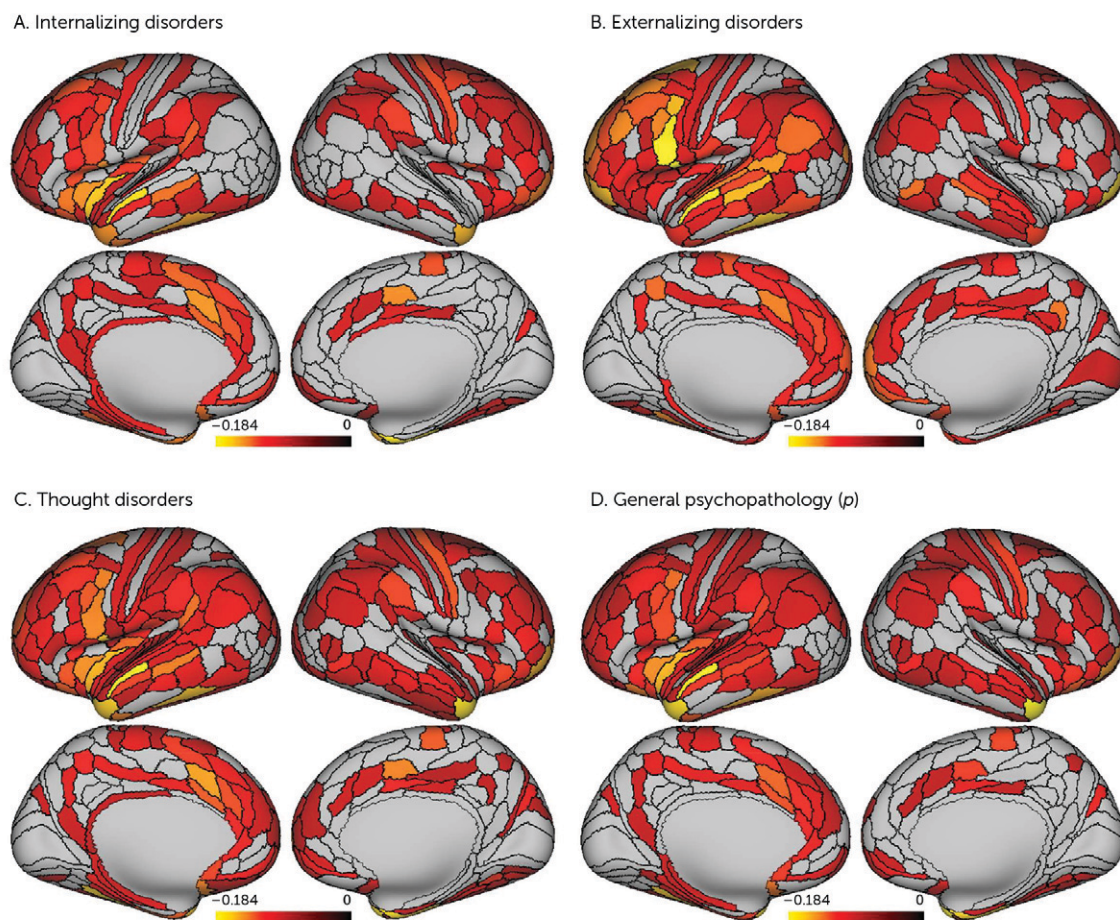 A. Internalizing disorders
B. Externalizing disorders
−0.184 0
−0.184 0
C. Thought disorders
D. General psychopathology (p)
−0.184 0
−0.184 0